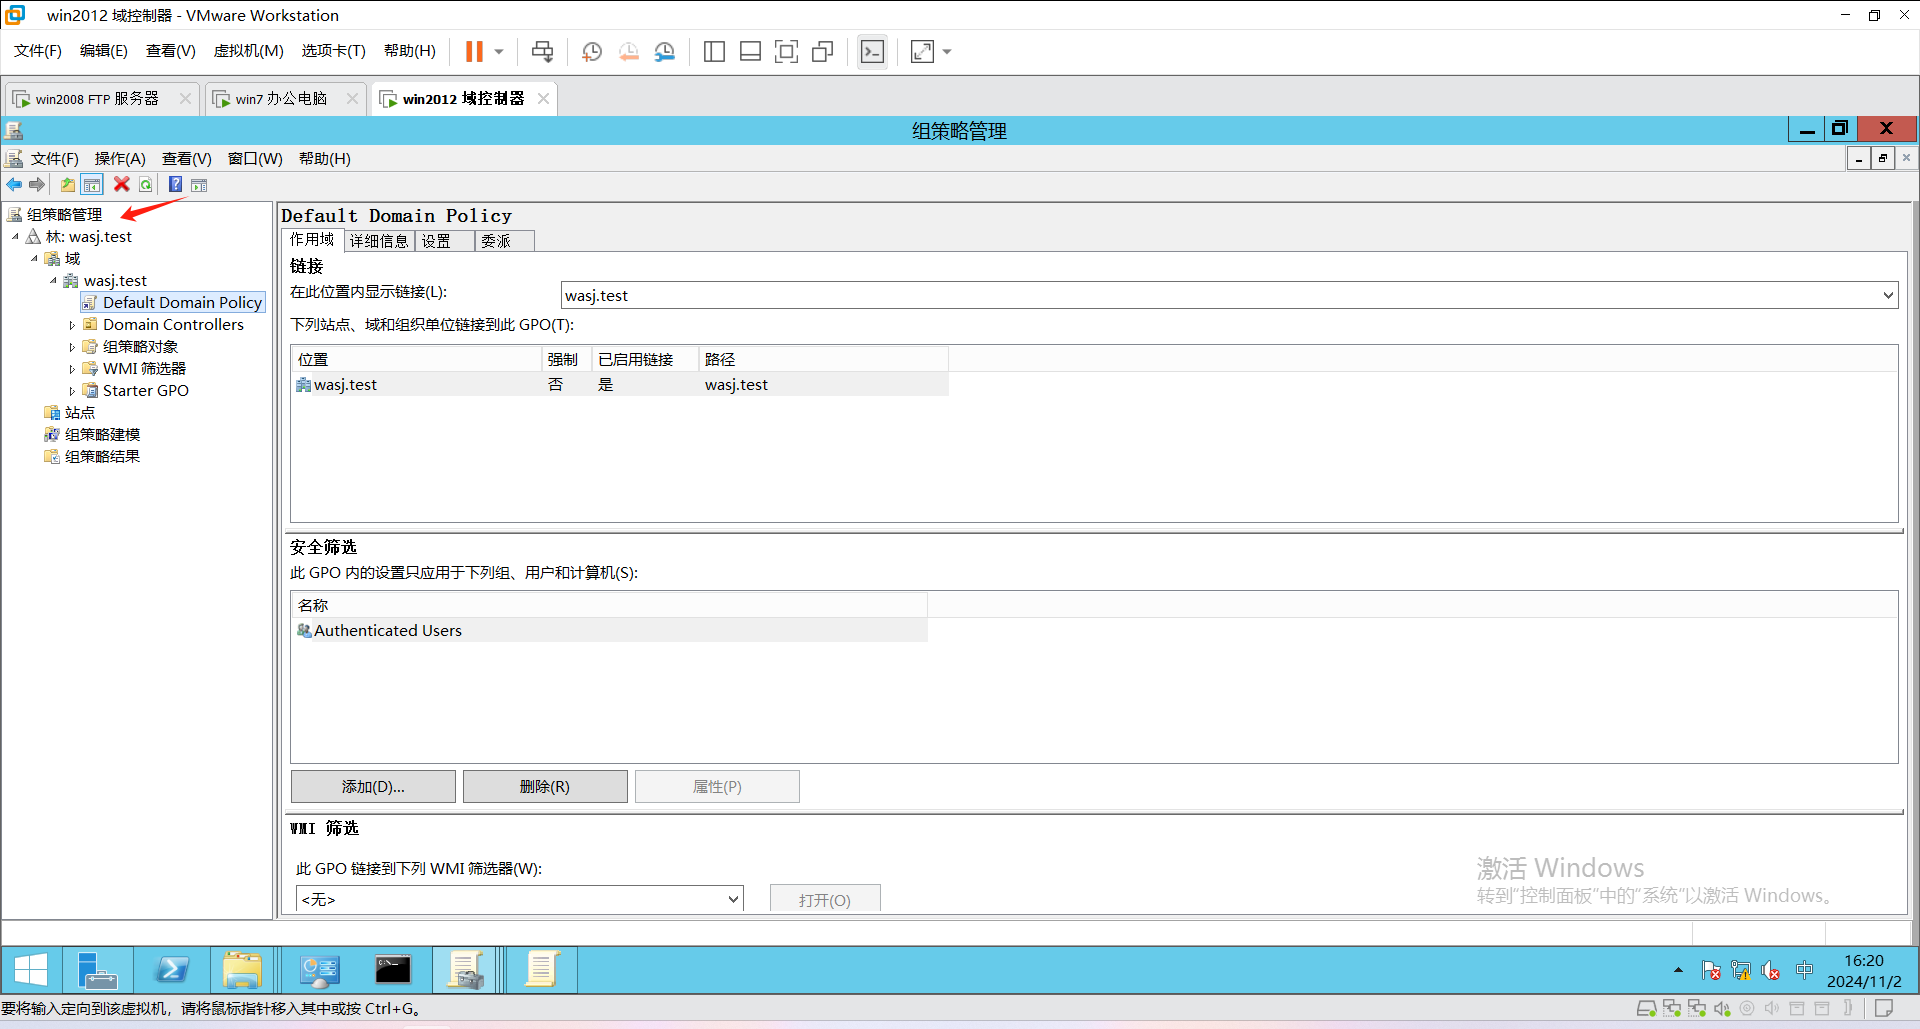 win2012 域控制器 - VMware Workstation
文件(F) 编辑(E) 查看(V) 虚拟机(M) 选项卡(T) 帮助(H)
win2008 FTP 服务器 win7 办公电脑 win2012 域控制器
组策略管理
文件(F) 操作(A) 查看(V) 窗口(W) 帮助(H)
组策略管理
林: wasj.test
域
wasj.test
Default Domain Policy
Domain Controllers
组策略对象
WMI 筛选器
Starter GPO
站点
组策略建模
组策略结果
Default Domain Policy
作用域 详细信息 设置 委派
链接
在此位置内显示链接(L): wasj.test
下列站点、域和组织单位链接到此 GPO(T):
位置 强制 已启用链接 路径
wasj.test 否 是 wasj.test
安全筛选
此 GPO 内的设置只应用于下列组、用户和计算机(S):
名称
Authenticated Users
添加(D)... 删除(R) 属性(P)
WMI 筛选
此 GPO 链接到下列 WMI 筛选器(W):
<无> 打开(O)
激活 Windows
转到"控制面板"中的"系统"以激活 Windows。
中 16:20
2024/11/2
要将输入定向到该虚拟机，请将鼠标指针移入其中或按 Ctrl+G。